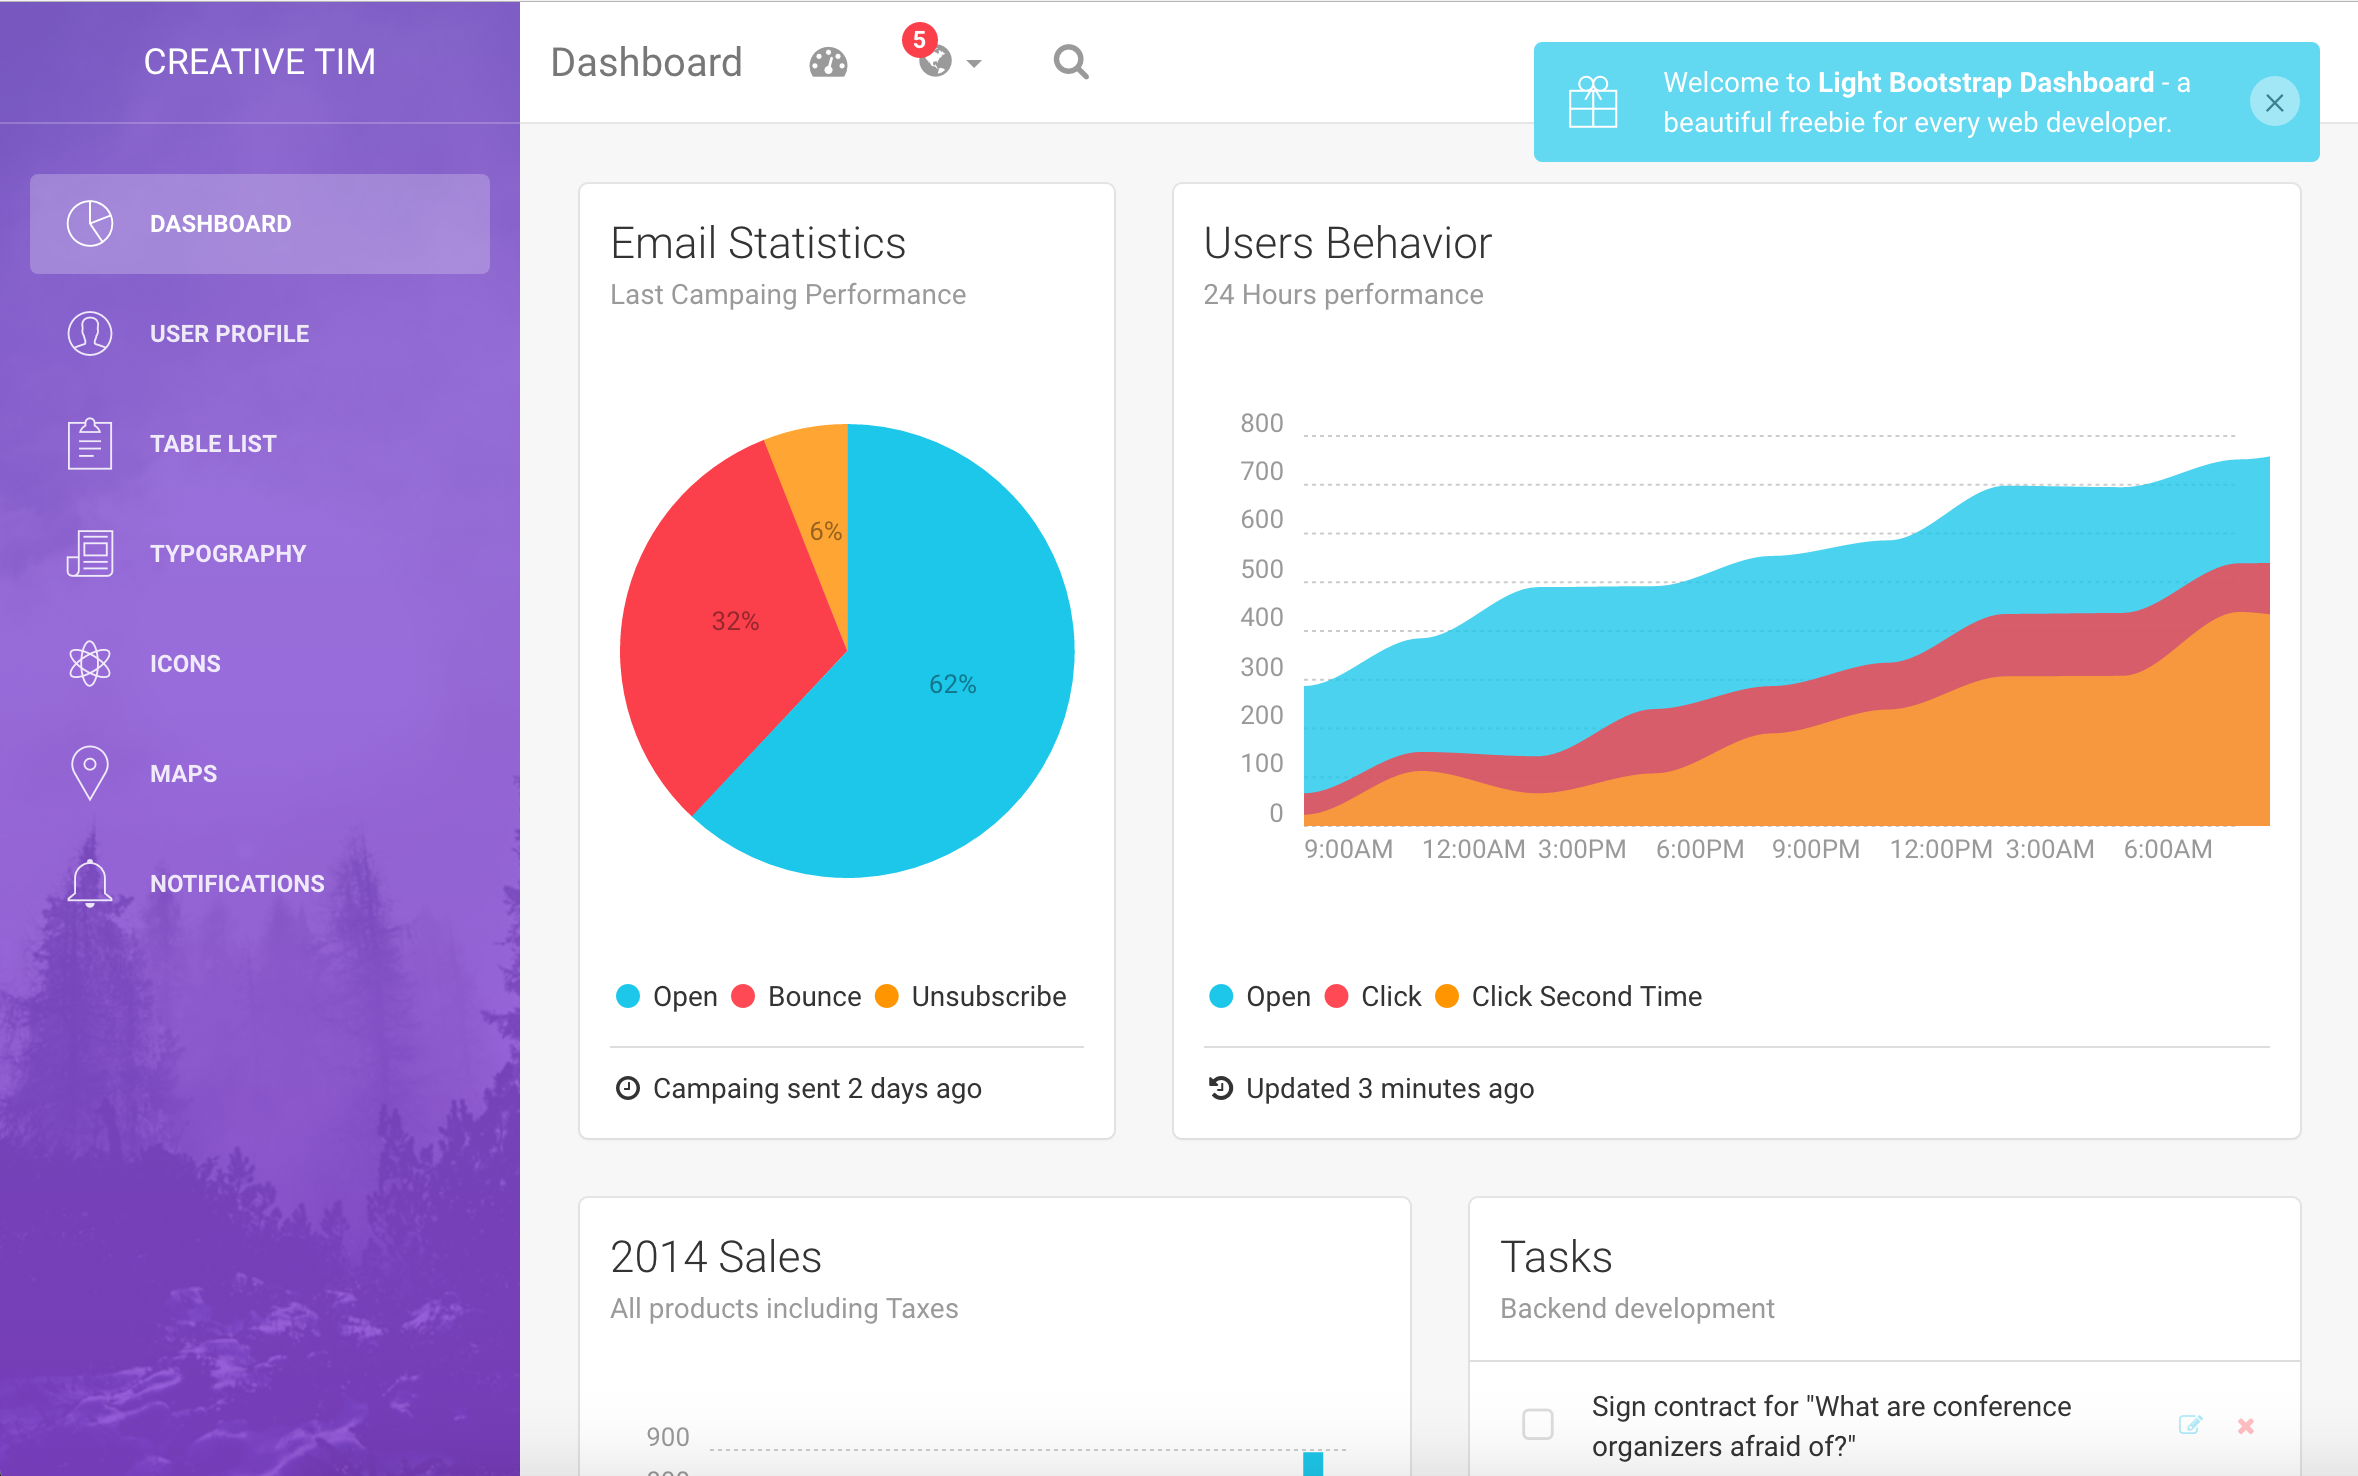 CREATIVE TIM
DASHBOARD
USER PROFILE
TABLE LIST
TYPOGRAPHY
ICONS
MAPS
NOTIFICATIONS
Dashboard
5
Welcome to Light Bootstrap Dashboard - a
beautiful freebie for every web developer.
Email Statistics
Last Campaing Performance
6%
32%
62%
Open Bounce Unsubscribe
Campaing sent 2 days ago
Users Behavior
24 Hours performance
800
700
600
500
400
300
200
100
0
9:00AM 12:00AM 3:00PM 6:00PM 9:00PM 12:00PM 3:00AM 6:00AM
Open Click Click Second Time
Updated 3 minutes ago
2014 Sales
All products including Taxes
900
Tasks
Backend development
Sign contract for "What are conference
organizers afraid of?"